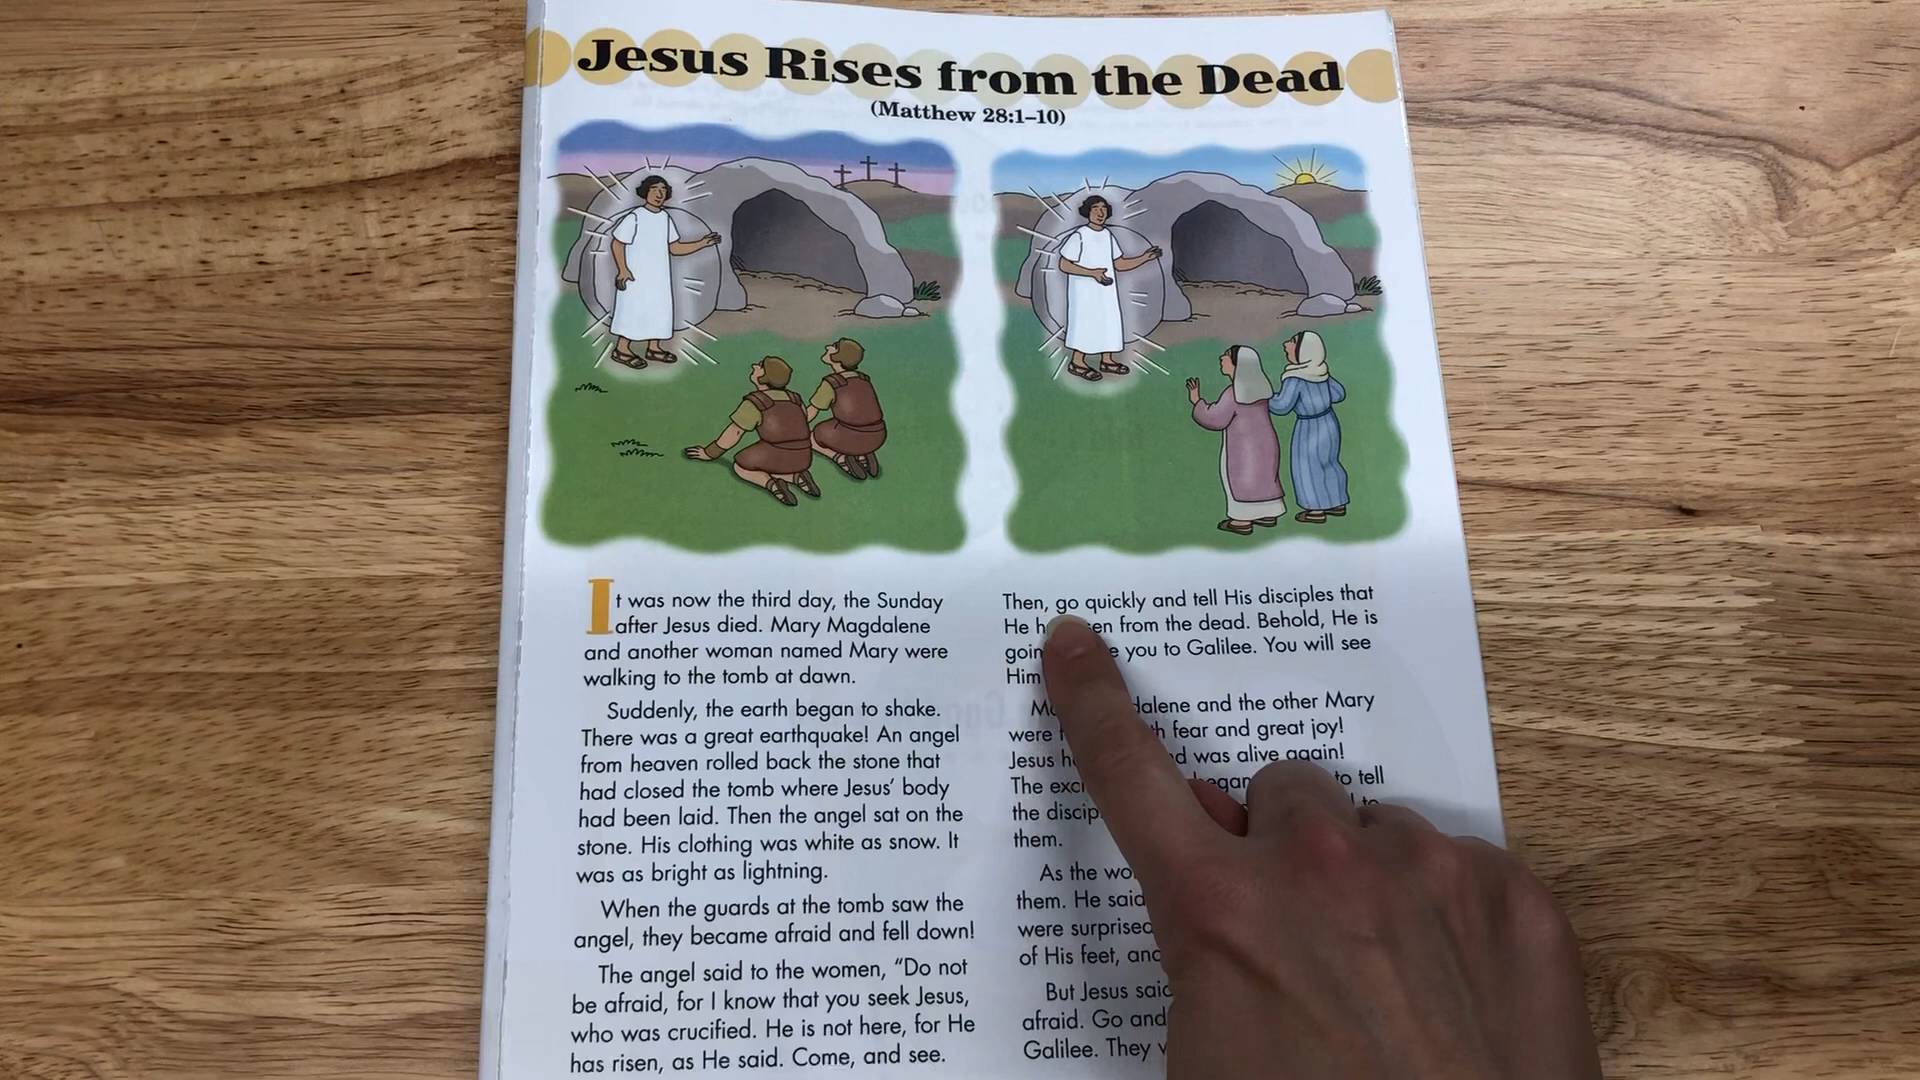 Jesus Rises from the Dead
(Matthew 28:1–10)
It was now the third day, the Sunday
after Jesus died. Mary Magdalene
and another woman named Mary were
walking to the tomb at dawn.
Suddenly, the earth began to shake.
There was a great earthquake! An angel
from heaven rolled back the stone that
had closed the tomb where Jesus’ body
had been laid. Then the angel sat on the
stone. His clothing was white as snow. It
was as bright as lightning.
When the guards at the tomb saw the
angel, they became afraid and fell down!
The angel said to the women, “Do not
be afraid, for I know that you seek Jesus,
who was crucified. He is not here, for He
has risen, as He said. Come, and see.
Then, go quickly and tell His disciples that
He from the dead. Behold, He is
you to Galilee. You will see
Him
and the other Mary
were fear and great joy!
Jesus was alive again!
The to tell
the
them.
As the
them. He said
were surprised
of His feet, and
But Jesus said
afraid. Go and
Galilee. They